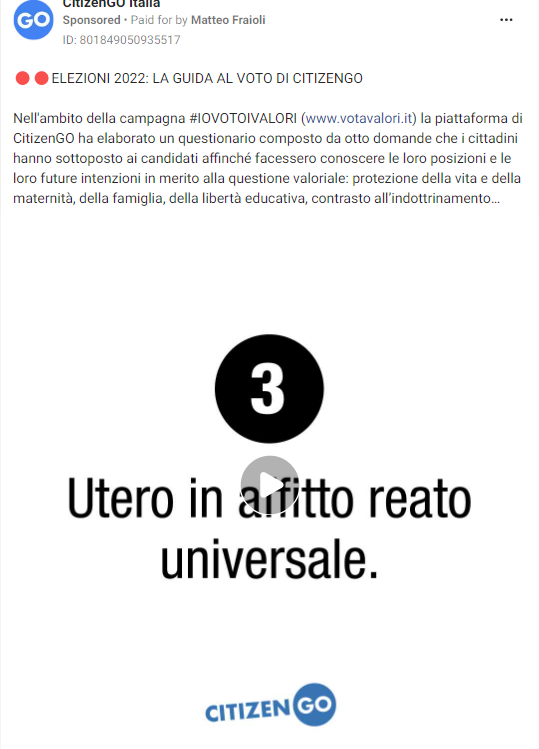 CitizenGO Italia
Sponsored • Paid for by Matteo Fraioli
ID: 801849050935517
ELEZIONI 2022: LA GUIDA AL VOTO DI CITIZENGO
Nell'ambito della campagna #IOVOTOIVALORI (www.votavalori.it) la piattaforma di
CitizenGO ha elaborato un questionario composto da otto domande che i cittadini
hanno sottoposto ai candidati affinché facessero conoscere le loro posizioni e le
loro future intenzioni in merito alla questione valoriale: protezione della vita e della
maternità, della famiglia, della libertà educativa, contrasto all'indottrinamento...
3
Utero in affitto reato
universale.
CITIZENGO
GO